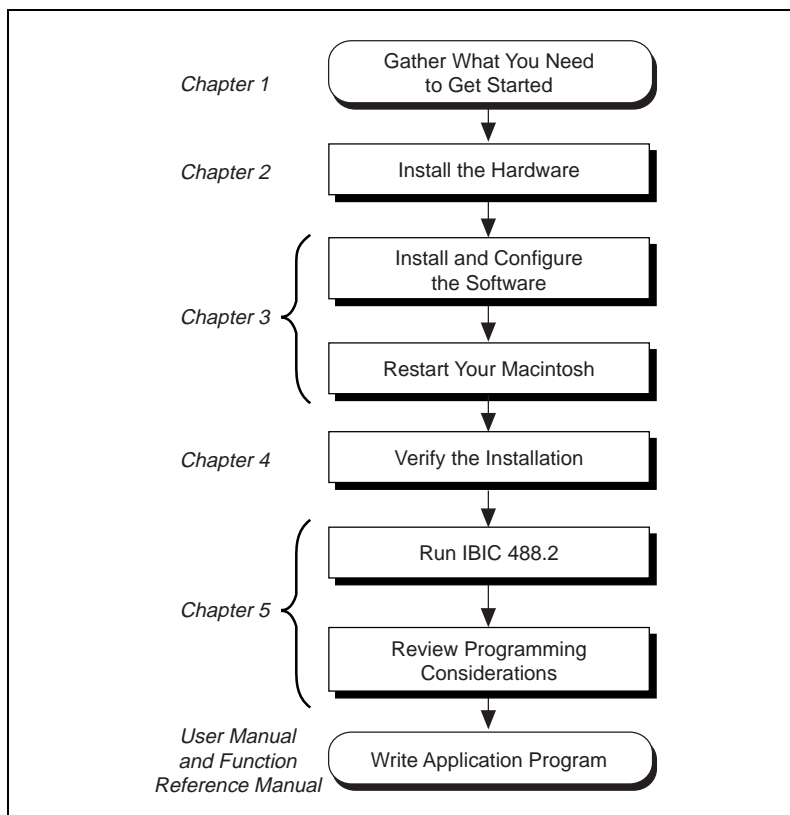 Chapter 1
Gather What You Need
to Get Started
Chapter 2
Install the Hardware
Chapter 3
Install and Configure
the Software
Restart Your Macintosh
Chapter 4
Verify the Installation
Chapter 5
Run IBIC 488.2
Review Programming
Considerations
User Manual
and Function
Reference Manual
Write Application Program